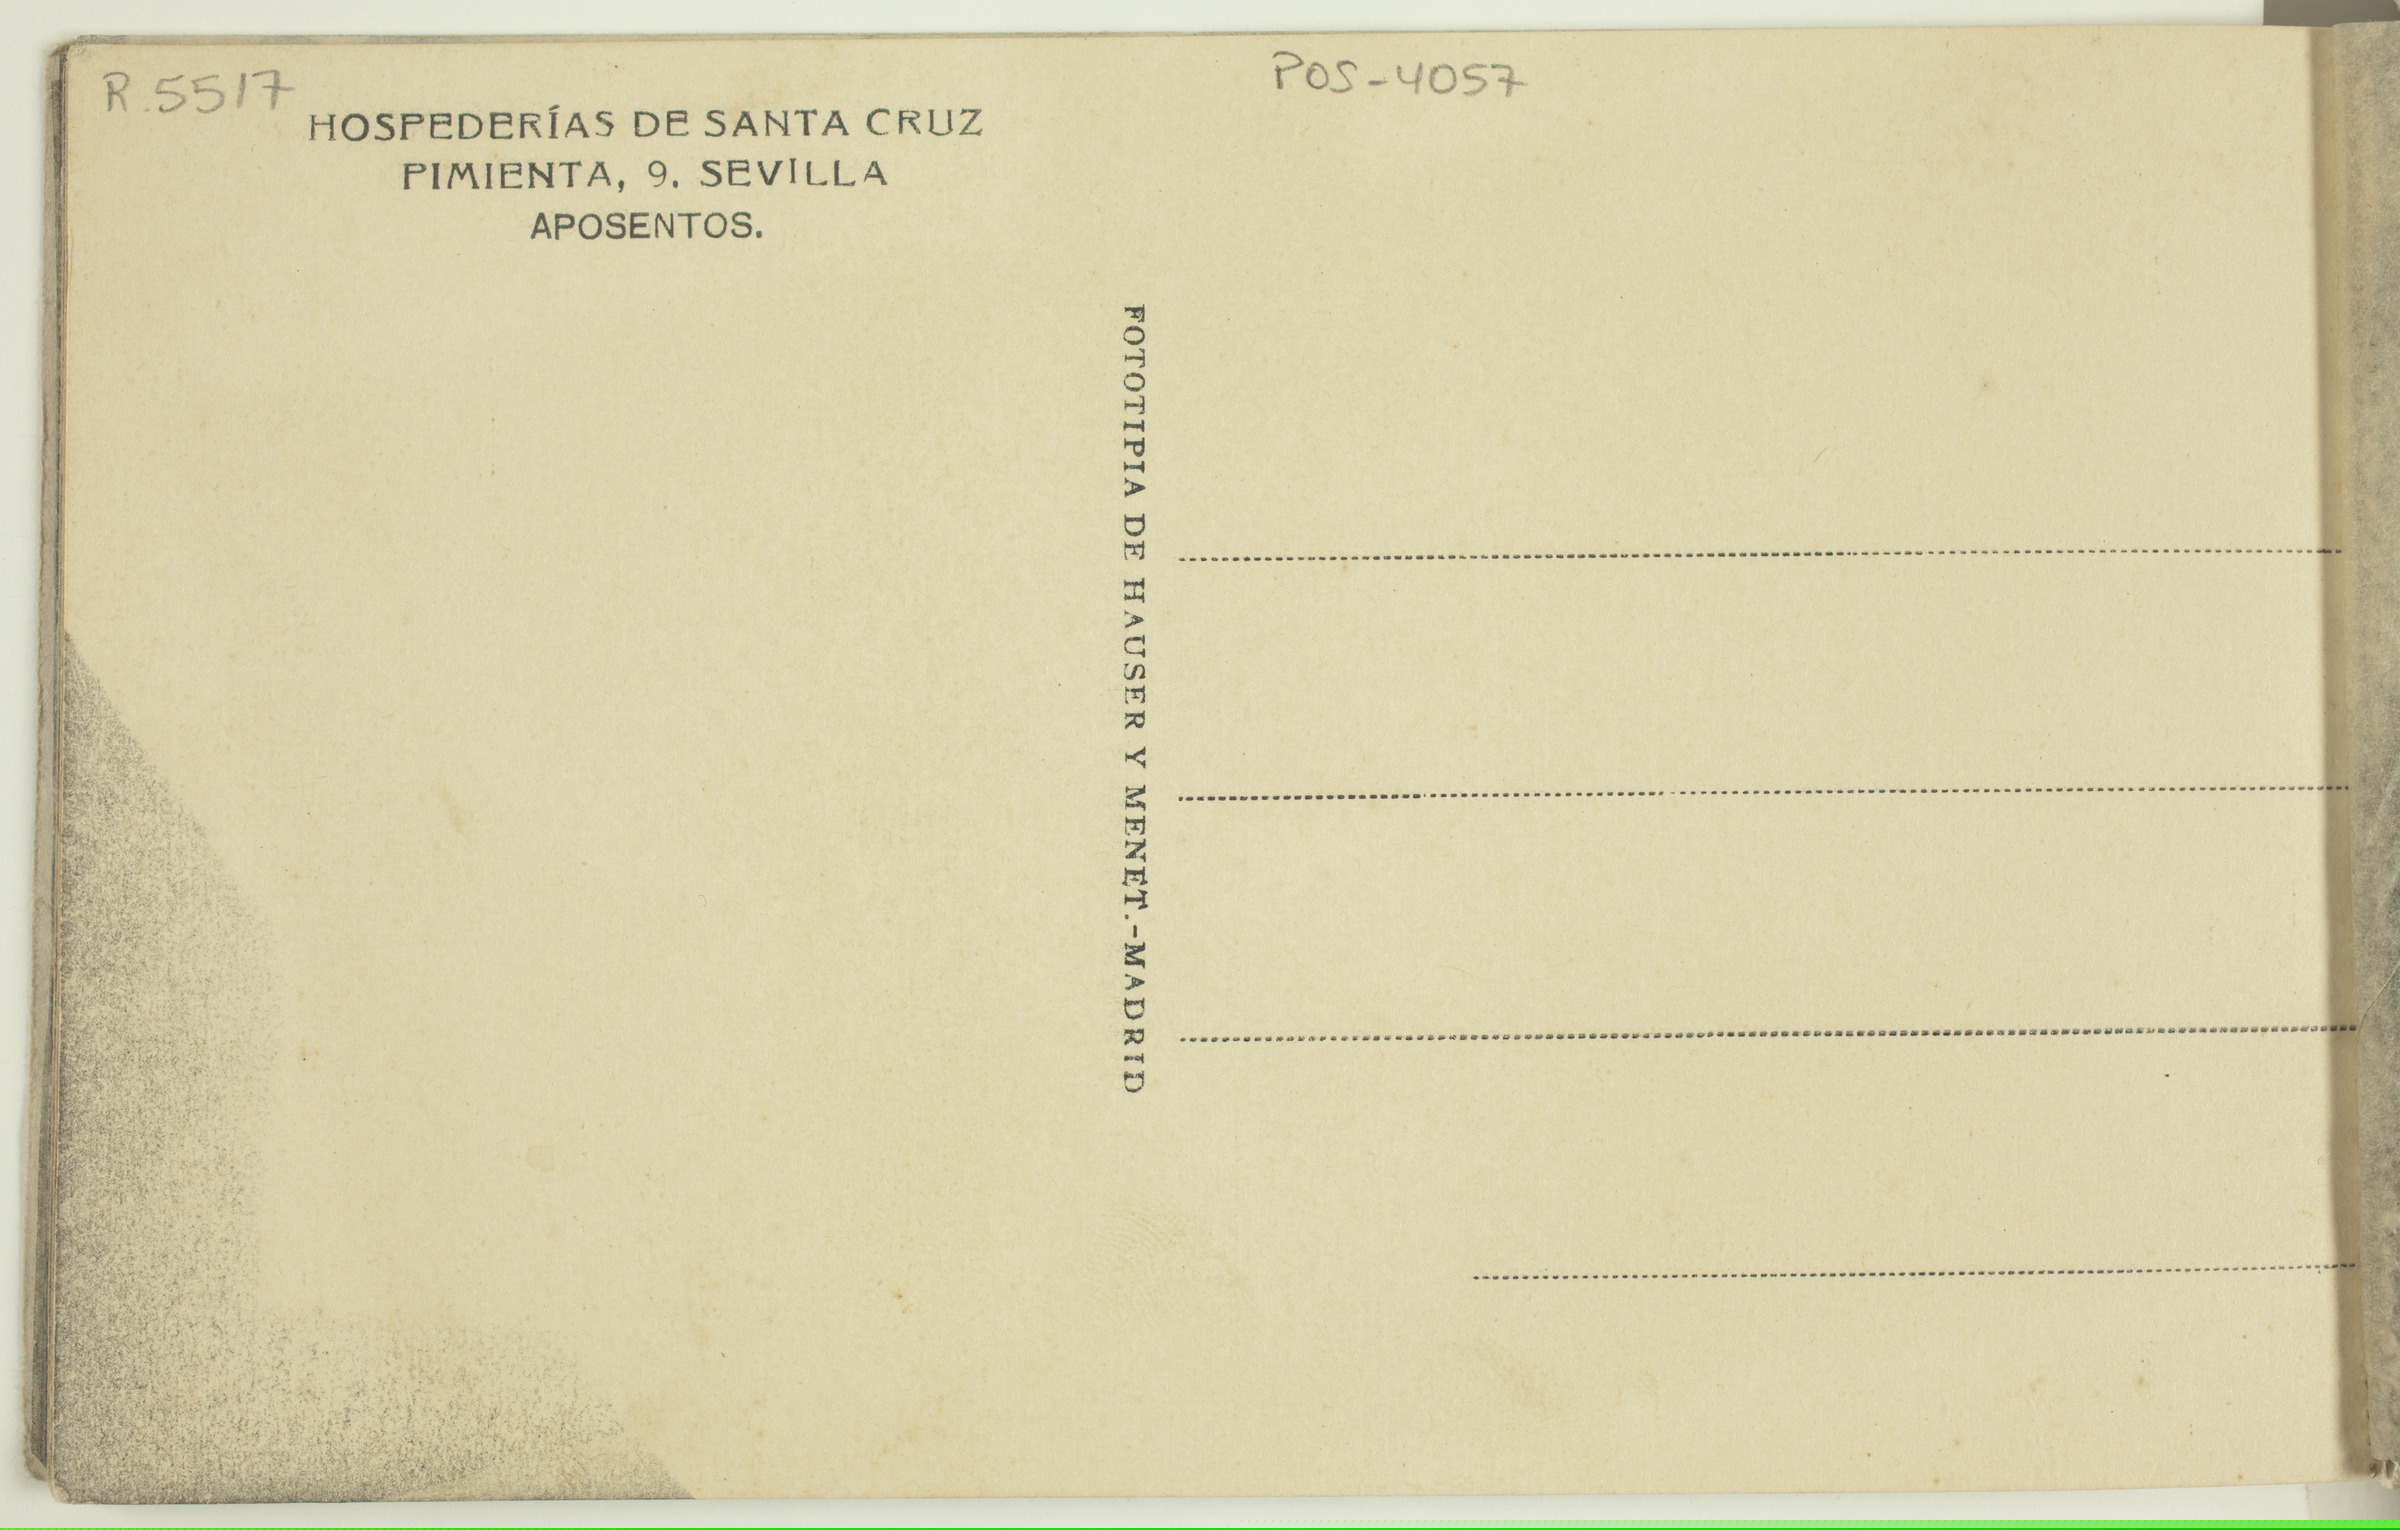 R.5517
POS-4057
HOSPEDERÍAS DE SANTA CRUZ
PIMIENTA, 9. SEVILLA
APOSENTOS.
FOTOTIPIA DE HAUSER Y MENET.-MADRID